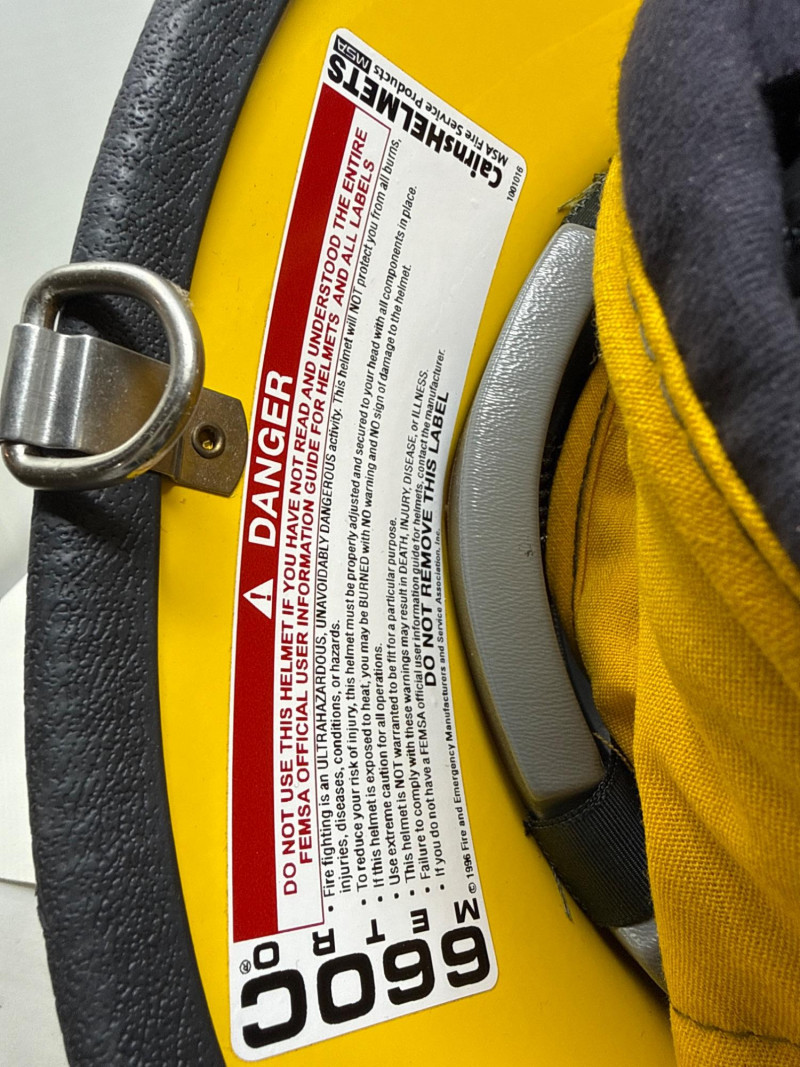 660C
METRO®
⚠ DANGER
DO NOT USE THIS HELMET IF YOU HAVE NOT READ AND UNDERSTOOD THE ENTIRE
FEMSA OFFICIAL USER INFORMATION GUIDE FOR HELMETS AND ALL LABELS
• Fire fighting is an ULTRAHAZARDOUS, UNAVOIDABLY DANGEROUS activity. This helmet will NOT protect you from all burns,
injuries, diseases, conditions, or hazards.
• To reduce your risk of injury, this helmet must be properly adjusted and secured to your head with all components in place.
• If this helmet is exposed to heat, you may be BURNED with NO warning and NO sign of damage to the helmet.
• Use extreme caution for all operations.
• This helmet is NOT warranted to be fit for a particular purpose.
• Failure to comply with these warnings may result in DEATH, INJURY, DISEASE, or ILLNESS.
• If you do not have a FEMSA official user information guide for helmets, contact the manufacturer.
DO NOT REMOVE THIS LABEL
© 1996 Fire and Emergency Manufacturers and Service Association, Inc.
CairnsHELMETS
MSA Fire Service Products MSA
1001016